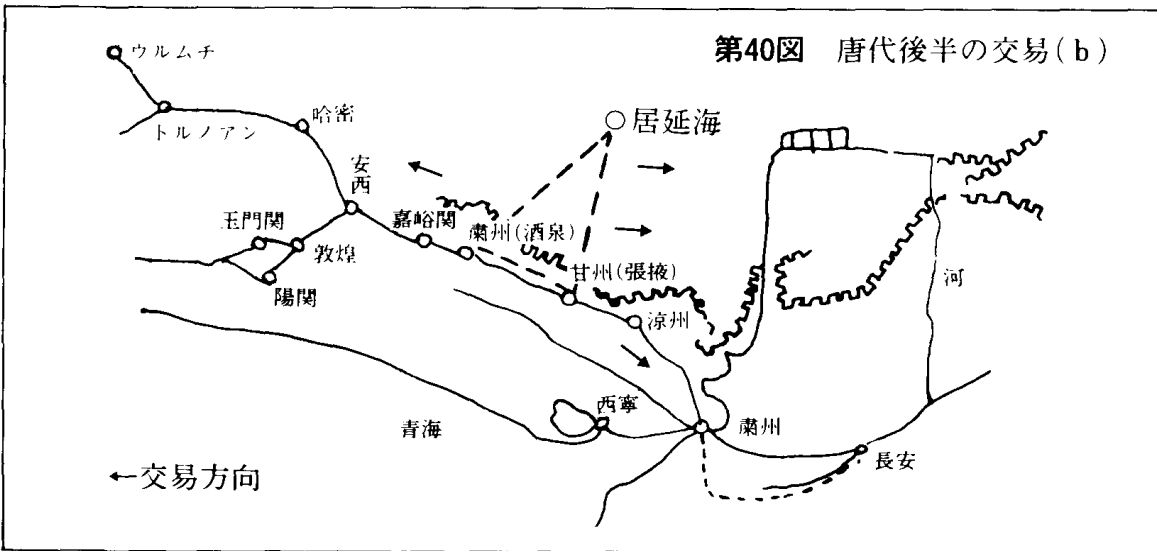 第40図 唐代後半の交易(b)
ウルムチ
トルノアン
哈密
居延海
安西
玉門関
嘉峪関
粛州(酒泉)
敦煌
甘州(張掖)
陽関
涼州
河
西寧
青海
粛州
長安
←交易方向